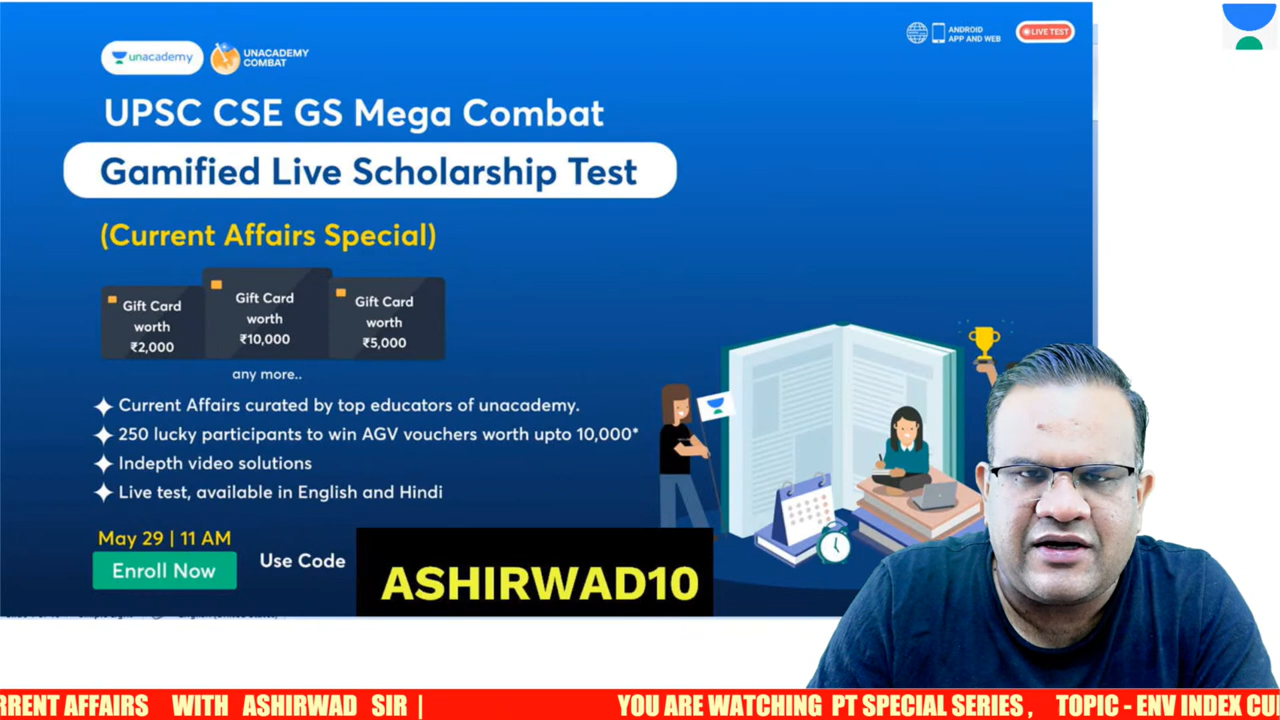 unacademy
UNACADEMY
COMBAT
ANDROID
APP AND WEB
LIVE TEST
UPSC CSE GS Mega Combat
Gamified Live Scholarship Test
(Current Affairs Special)
Gift Card
worth
₹2,000
Gift Card
worth
₹10,000
Gift Card
worth
₹5,000
any more..
Current Affairs curated by top educators of unacademy.
250 lucky participants to win AGV vouchers worth upto 10,000*
Indepth video solutions
Live test, available in English and Hindi
May 29 | 11 AM
Enroll Now
Use Code
ASHIRWAD10
RRENT AFFAIRS WITH ASHIRWAD SIR | YOU ARE WATCHING PT SPECIAL SERIES , TOPIC - ENV INDEX CU